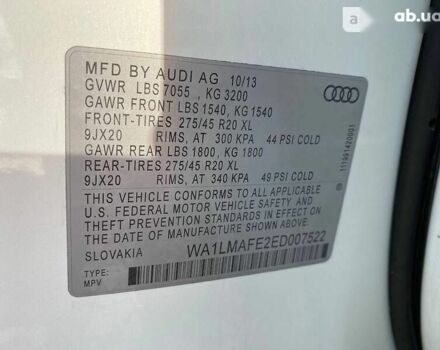 ab.ua
MFD BY AUDI AG 10/13
GVWR LBS 7055 , KG 3200
GAWR FRONT LBS 1540, KG 1540
FRONT-TIRES 275/45 R20 XL
9JX20 RIMS, AT 300 KPA 44 PSI COLD
GAWR REAR LBS 1800, KG 1800
REAR-TIRES 275/45 R20 XL
9JX20 RIMS, AT 340 KPA 49 PSI COLD
THIS VEHICLE CONFORMS TO ALL APPLICABLE
U.S. FEDERAL MOTOR VEHICLE SAFETY AND
THEFT PREVENTION STANDARDS IN EFFECT ON
THE DATE OF MANUFACTURE SHOWN ABOVE.
SLOVAKIA WA1LMAFE2ED007522
TYPE:
MPV